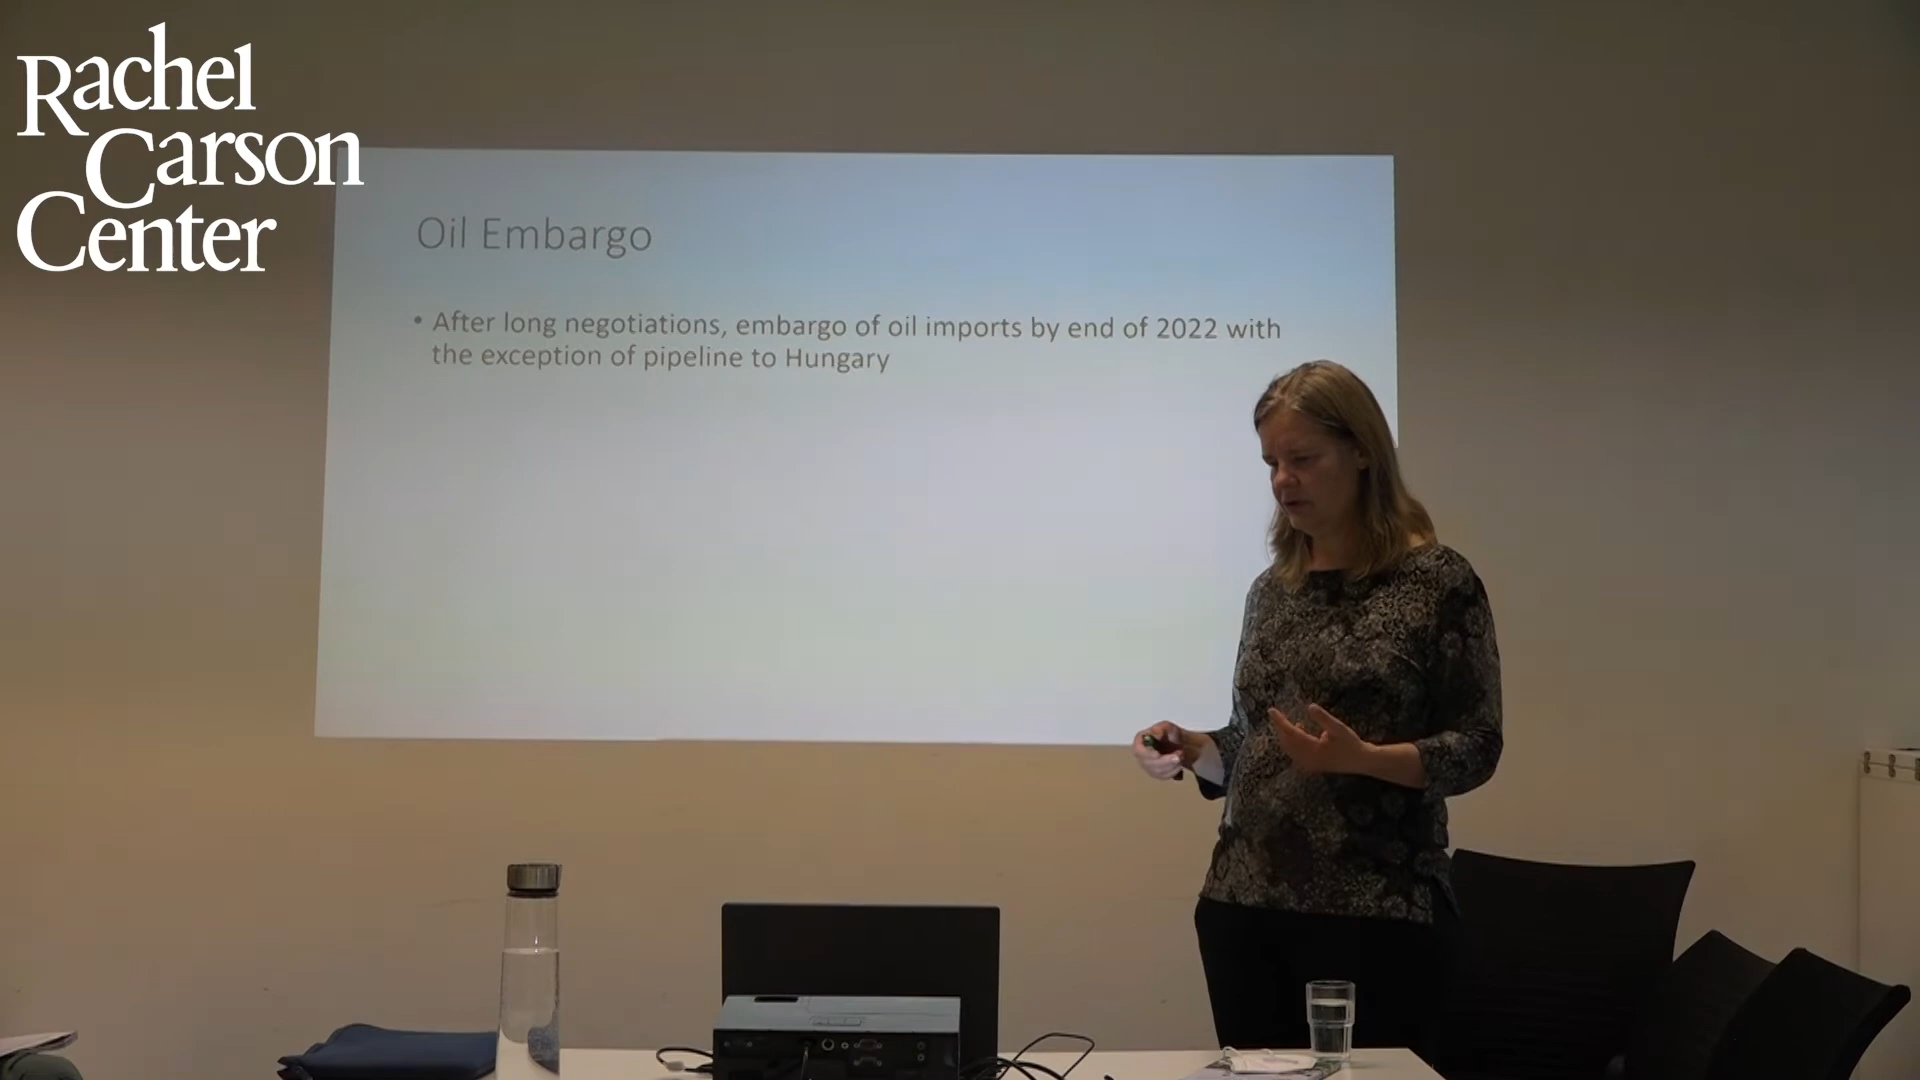 Rachel
Carson
Center
Oil Embargo
• After long negotiations, embargo of oil imports by end of 2022 with
the exception of pipeline to Hungary